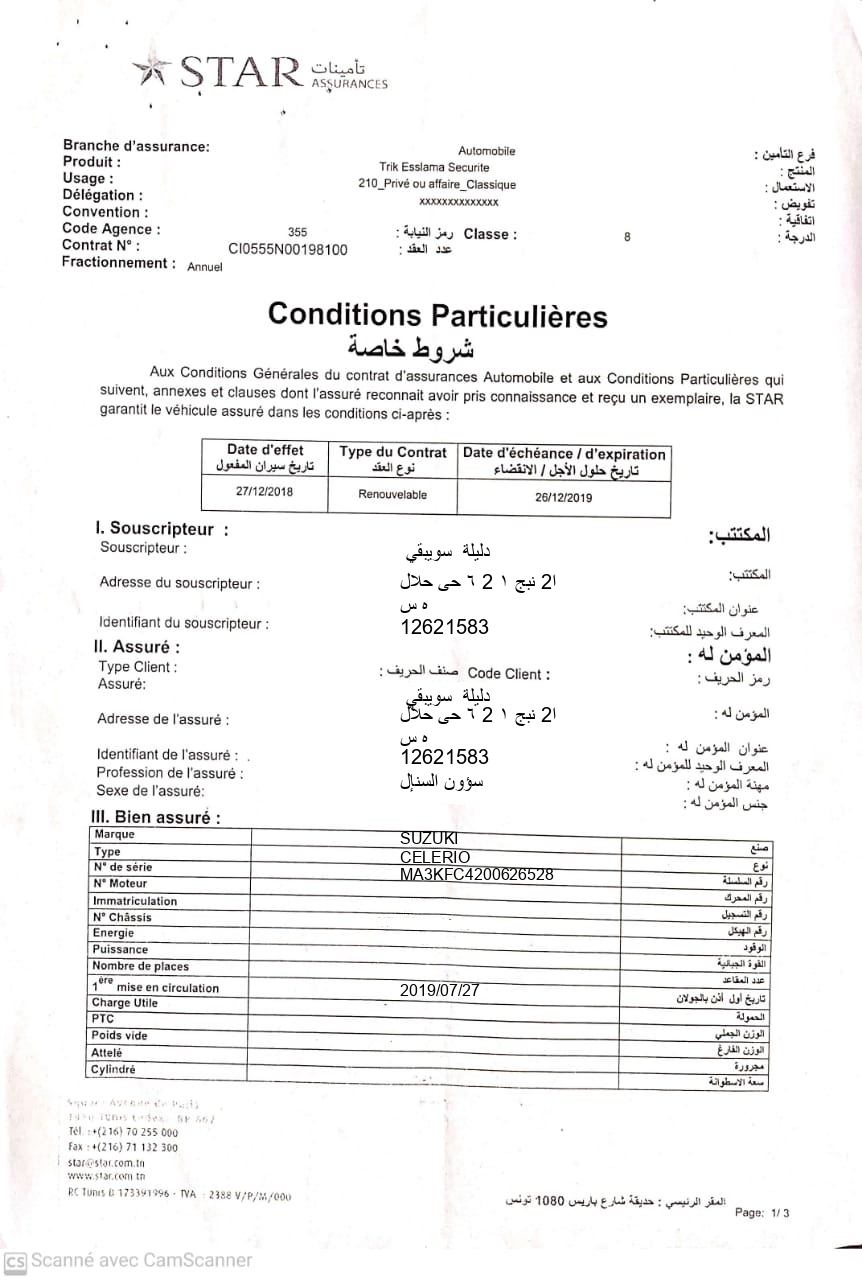 STAR تأمينات
ASSURANCES
Branche d'assurance: Automobile فرع التأمين :
Produit : Trik Esslama Securite المنتج :
Usage : 210_Privé ou affaire_Classique الاستعمال :
Délégation : xxxxxxxxxxxxxx تفويض :
Convention : اتفاقية :
Code Agence : 355 رمز النيابة : Classe : 8 الدرجة :
Contrat N° : CI0555N00198100 عدد العقد :
Fractionnement : Annuel
Conditions Particulières
شروط خاصة
Aux Conditions Générales du contrat d'assurances Automobile et aux Conditions Particulières qui
suivent, annexes et clauses dont l'assuré reconnait avoir pris connaissance et reçu un exemplaire, la STAR
garantit le véhicule assuré dans les conditions ci-après :
Date d'effet Type du Contrat Date d'échéance / d'expiration
تاريخ سيران المفعول نوع العقد تاريخ حلول الأجل / الانقضاء
27/12/2018 Renouvelable 26/12/2019
I. Souscripteur : المكتتب:
Souscripteur : دليلة سويبقي المكتتب:
Adresse du souscripteur : 2ا نبج ١ 2 ٦ حى حلال عنوان المكتتب:
ه س
Identifiant du souscripteur : 12621583 المعرف الوحيد للمكتتب:
II. Assuré : المؤمن له :
Type Client : صنف الحريف : Code Client : رمز الحريف :
Assuré: دليلة سويبقي المؤمن له :
Adresse de l'assuré : 2ا نبج ١ 2 ٦ حى حلال عنوان المؤمن له :
ه س
Identifiant de l'assuré : 12621583 المعرف الوحيد للمؤمن له :
Profession de l'assuré : سؤون السنإل مهنة المؤمن له :
Sexe de l'assuré: جنس المؤمن له :
III. Bien assuré :
Marque SUZUKI صنع
Type CELERIO نوع
N° de série MA3KFC4200626528 رقم السلسلة
N° Moteur رقم المحرك
Immatriculation رقم التسجيل
N° Châssis رقم الهيكل
Energie الوقود
Puissance القوة الجبائية
Nombre de places عدد المقاعد
1ère mise en circulation 2019/07/27 تاريخ أول أذن بالجولان
Charge Utile الحمولة
PTC الوزن الجملي
Poids vide الوزن الفارغ
Attelé مجرورة
Cylindré سعة الاسطوانة
Square Avenue de Paris
Tunis Cedex
Tél. :+(216) 70 255 000
Fax :+(216) 71 132 300
star@star.com.tn
www.star.com.tn
RC Tunis B 173391996 - TVA : 2388 V/P/M/000
المقر الرئيسي : حديقة شارع باريس 1080 تونس
Page: 1/ 3
CS Scanné avec CamScanner